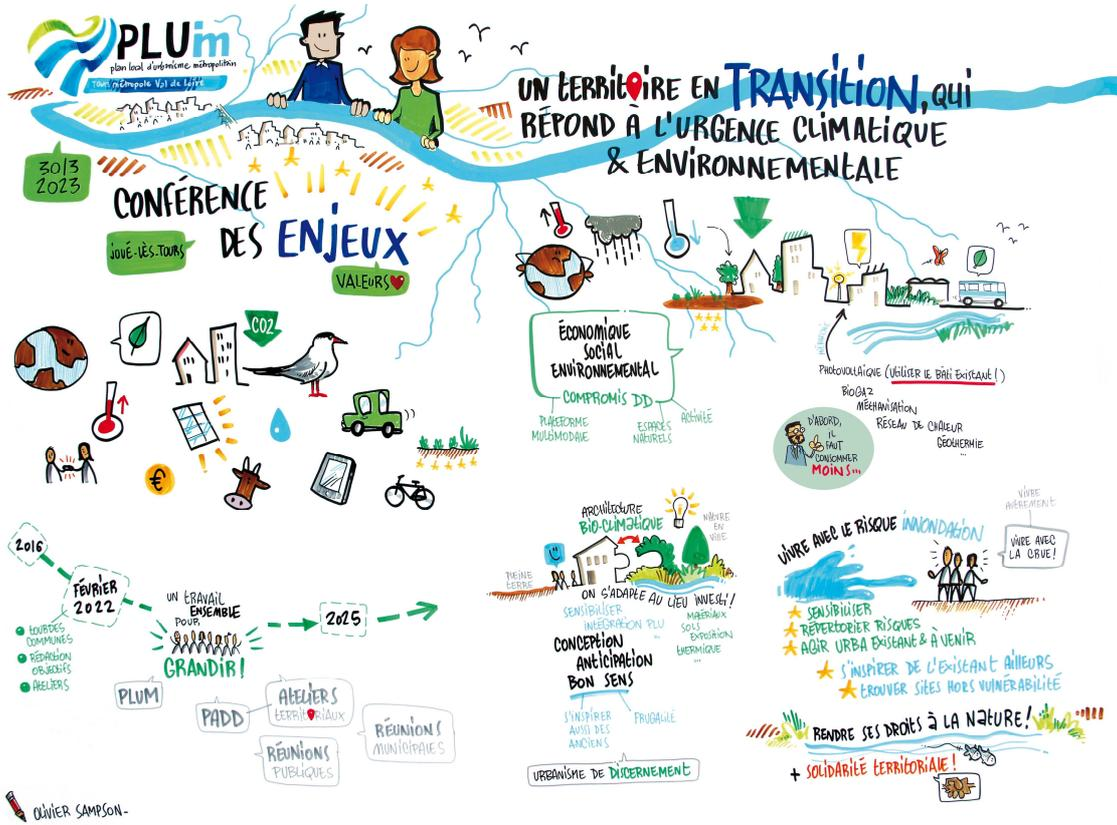 PLUm
plan local d'urbanisme métropolitain
TOURS métropole Val de Loire
30/3
2023
CONFÉRENCE
DES ENJEUX
JOUÉ-LÈS-TOURS
VALEURS
UN TERRITOIRE EN TRANSITION, QUI
RÉPOND À L'URGENCE CLIMATIQUE
& ENVIRONNEMENTALE
CO2
€
2016
FÉVRIER
2022
TOUR DES
COMMUNES
RÉDACTION
OBJECTIFS
ATELIERS
UN TRAVAIL
ENSEMBLE
POUR
GRANDIR!
2025
PLUM
PADD
ATELIERS
TERRITORIAUX
RÉUNIONS
PUBLIQUES
RÉUNIONS
MUNICIPALES
OLIVIER SAMPSON-
ÉCONOMIQUE
SOCIAL
ENVIRONNEMENTAL
COMPROMIS DD
PLATEFORME
MULTIMODALE
ESPACES
NATURELS
ACTIVITÉ
PHOTOVOLTAÏQUE (UTILISER LE BÂTI EXISTANT!)
BIOGAZ
MÉTHANISATION
RÉSEAU DE CHALEUR
GÉOTHERMIE
...
D'ABORD,
IL
FAUT
CONSOMMER
MOINS...
ARCHITECTURE
BIO-CLIMATIQUE
NATURE
EN
VILLE
PLEINE
TERRE
ON S'ADAPTE AU LIEU INVESTI!
SENSIBILISER
INTÉGRATION PLU
...
MATÉRIAUX
SOLS
EXPOSITION
THERMIQUE
...
CONCEPTION
ANTICIPATION
BON SENS
S'INSPIRER
AUSSI DES
ANCIENS
FRUGALITÉ
URBANISME DE DISCERNEMENT
VIVRE AVEC LE RISQUE INNONDATION
VIVRE
AUTREMENT
VIVRE AVEC
LA CRUE!
SENSIBILISER
RÉPERTORIER RISQUES
AGIR URBA EXISTANT & À VENIR
S'INSPIRER DE L'EXISTANT AILLEURS
TROUVER SITES HORS VULNÉRABILITÉ
RENDRE SES DROITS À LA NATURE!
+ SOLIDARITÉ TERRITORIALE!